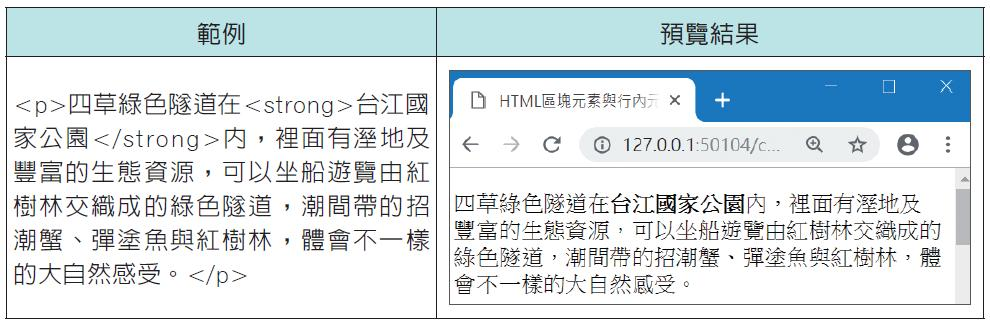 範例
預覽結果
<p>四草綠色隧道在<strong>台江國
家公園</strong>內，裡面有溼地及
豐富的生態資源，可以坐船遊覽由紅
樹林交織成的綠色隧道，潮間帶的招
潮蟹、彈塗魚與紅樹林，體會不一樣
的大自然感受。</p>
HTML區塊元素與行內元
127.0.0.1:50104/c...
四草綠色隧道在台江國家公園內，裡面有溼地及
豐富的生態資源，可以坐船遊覽由紅樹林交織成的
綠色隧道，潮間帶的招潮蟹、彈塗魚與紅樹林，體
會不一樣的大自然感受。